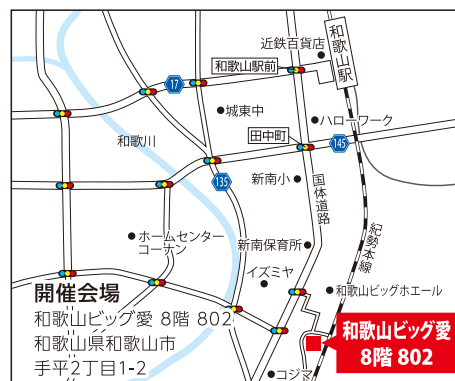 近鉄百貨店
和歌山駅
和歌山駅前
17
城東中
ハローワーク
田中町
和歌川
145
135
新南小
国体道路
紀勢本線
ホームセンター
コーナン
新南保育所
イズミヤ
和歌山ビッグホエール
開催会場
和歌山ビッグ愛 8階 802
和歌山県和歌山市
手平2丁目1-2
和歌山ビッグ愛
8階 802
コジマ